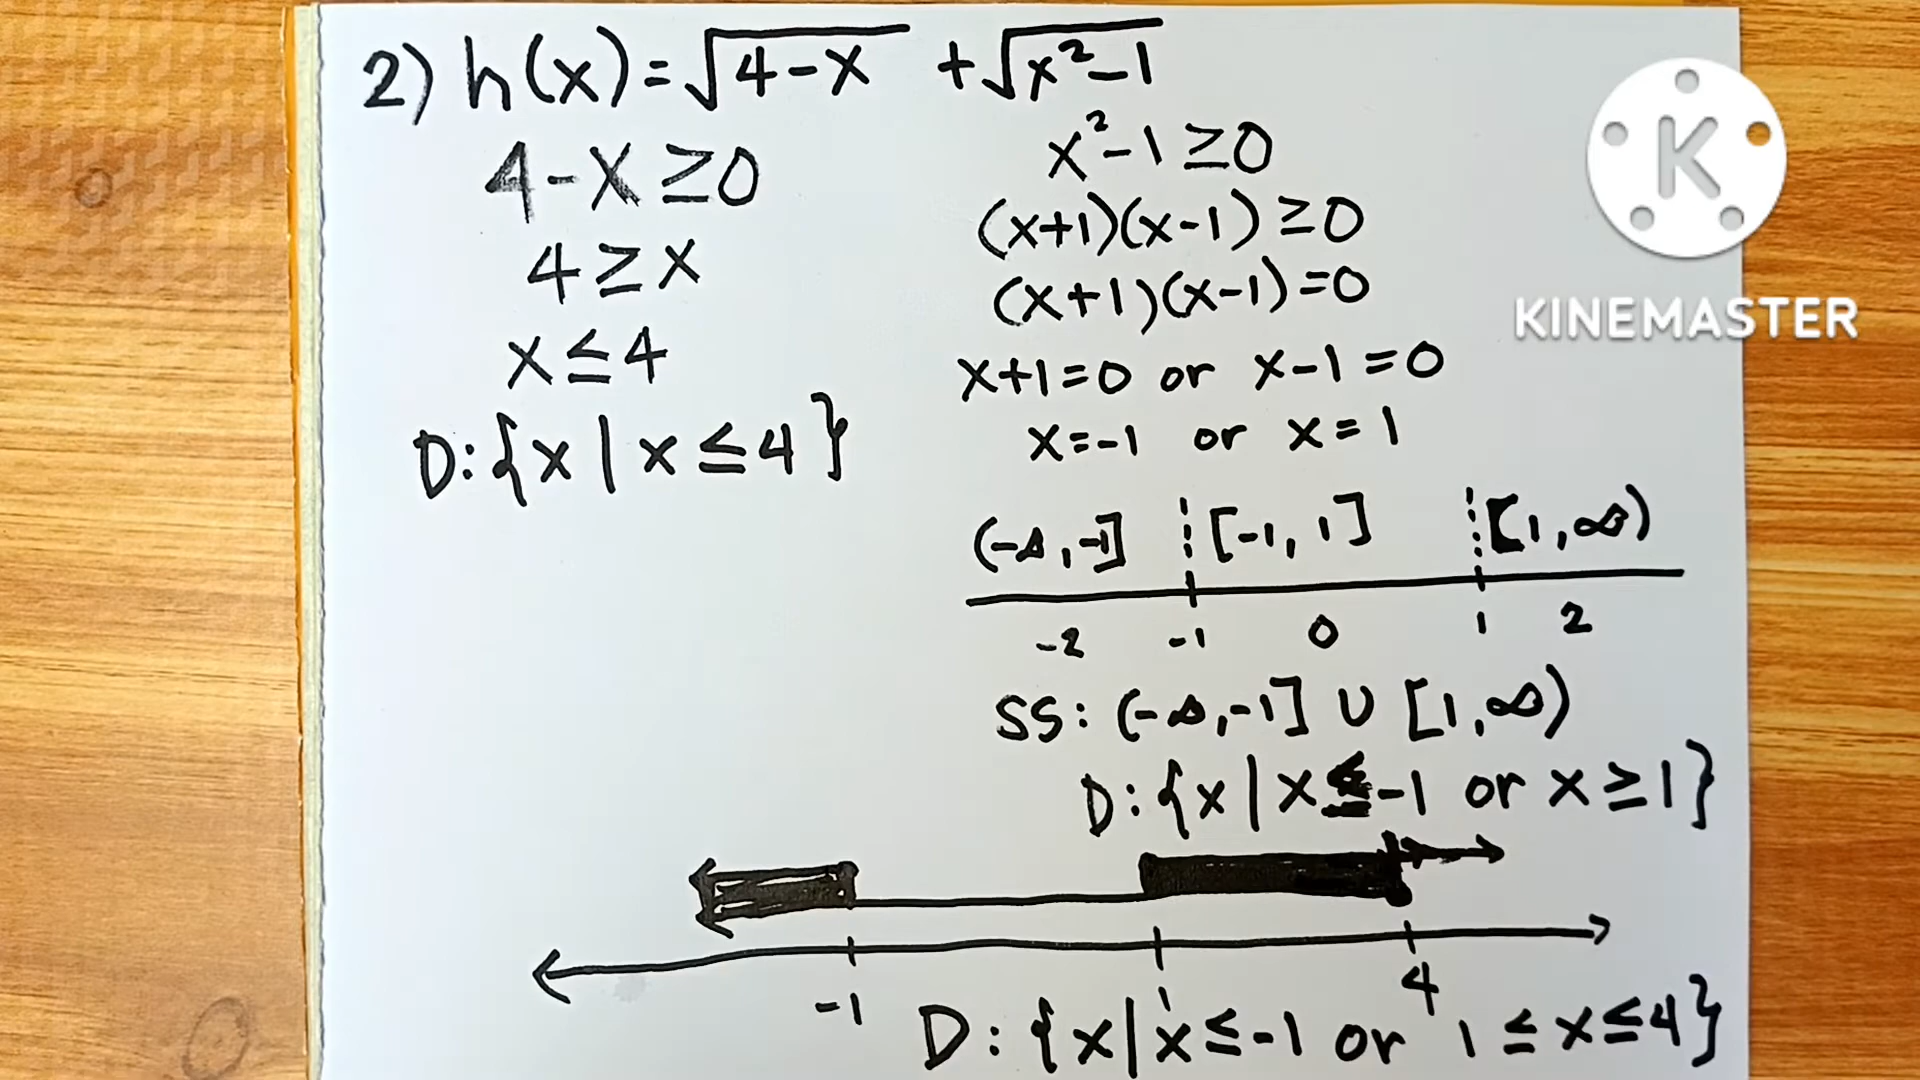 2) h(x)=√4-x + √x²-1
4-x≥0
4≥x
x≤4
D:{x|x≤4}
x²-1≥0
(x+1)(x-1)≥0
(x+1)(x-1)=0
x+1=0 or x-1=0
x=-1 or x=1
(-∞,-1] [-1,1] [1,∞)
-2 -1 0 1 2
SS: (-∞,-1] ∪ [1,∞)
D:{x|x≤-1 or x≥1}
-1 1 4
D:{x|x≤-1 or 1≤x≤4}
K
KINEMASTER